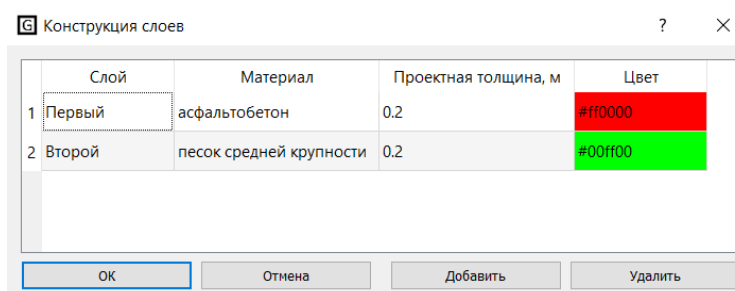 G Конструкция слоев ?
Слой Материал Проектная толщина, м Цвет
1 Первый асфальтобетон 0.2 #ff0000
2 Второй песок средней крупности 0.2 #00ff00
ОК Отмена Добавить Удалить